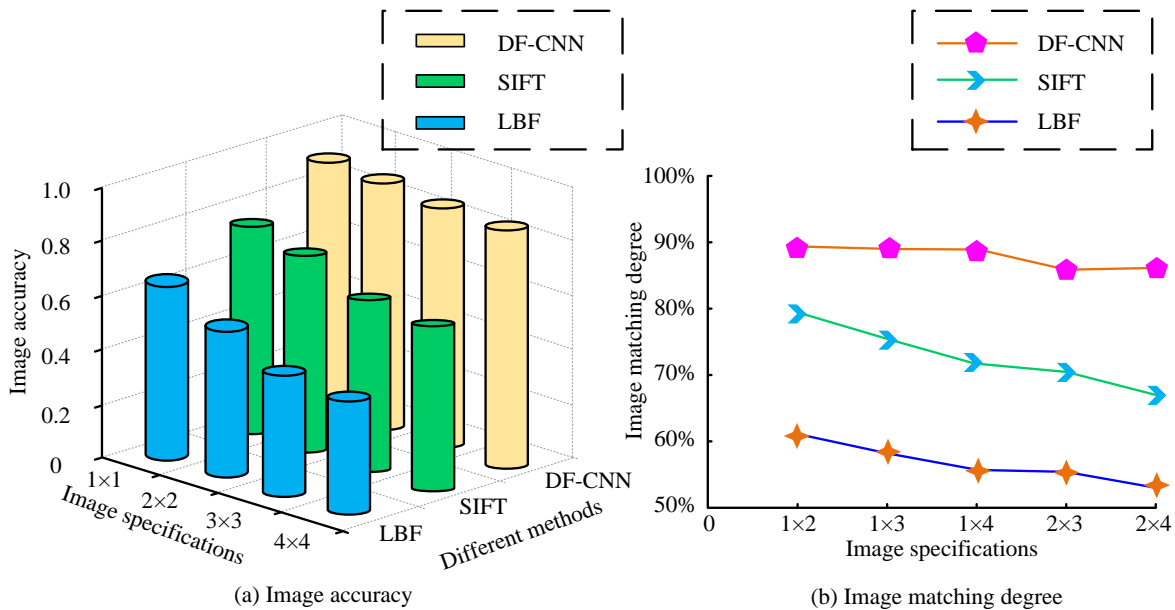 DF-CNN
SIFT
LBF
1.0
0.8
0.6
0.4
0.2
0
Image accuracy
1×1
2×2
3×3
4×4
Image specifications
LBF
SIFT
DF-CNN
Different methods
(a) Image accuracy
DF-CNN
SIFT
LBF
100%
90%
80%
70%
60%
50%
Image matching degree
0
1×2
1×3
1×4
2×3
2×4
Image specifications
(b) Image matching degree